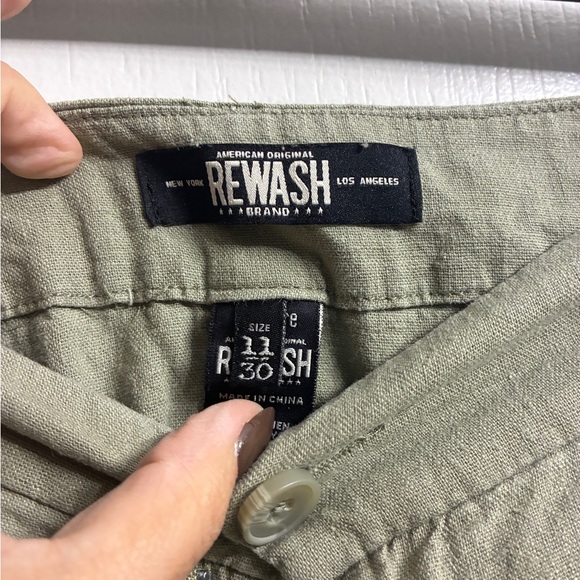 AMERICAN ORIGINAL
NEW YORK REWASH LOS ANGELES
BRAND
SIZE
11
30
MADE IN CHINA